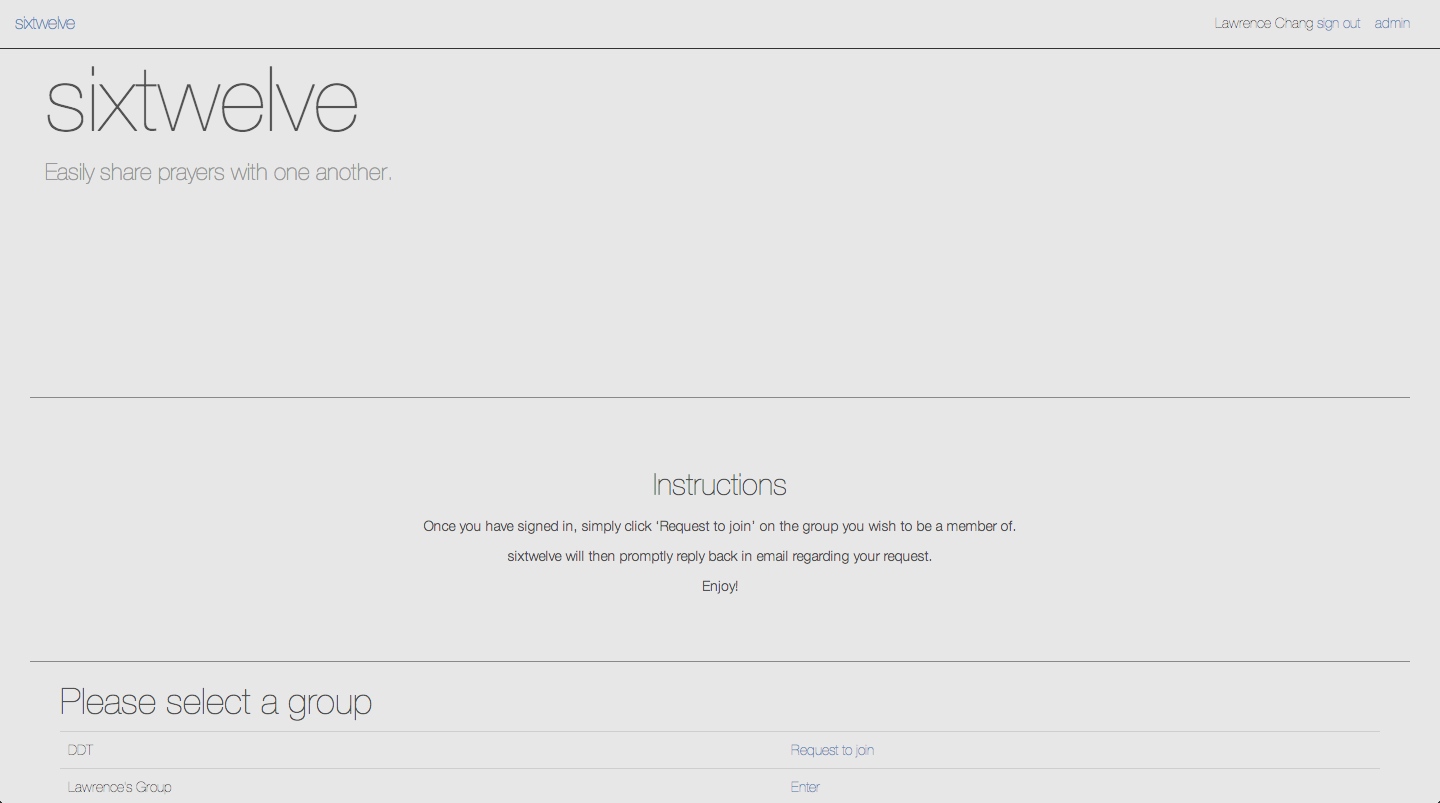 sixtwelve
Lawrence Chang sign out admin
sixtwelve
Easily share prayers with one another.
Instructions
Once you have signed in, simply click 'Request to join' on the group you wish to be a member of.
sixtwelve will then promptly reply back in email regarding your request.
Enjoy!
Please select a group
DDT Request to join
Lawrence's Group Enter